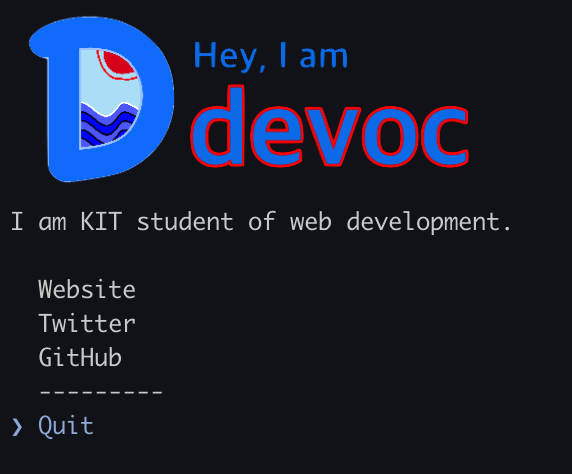 Hey, I am
devoc
I am KIT student of web development.
Website
Twitter
GitHub
---------
❯ Quit